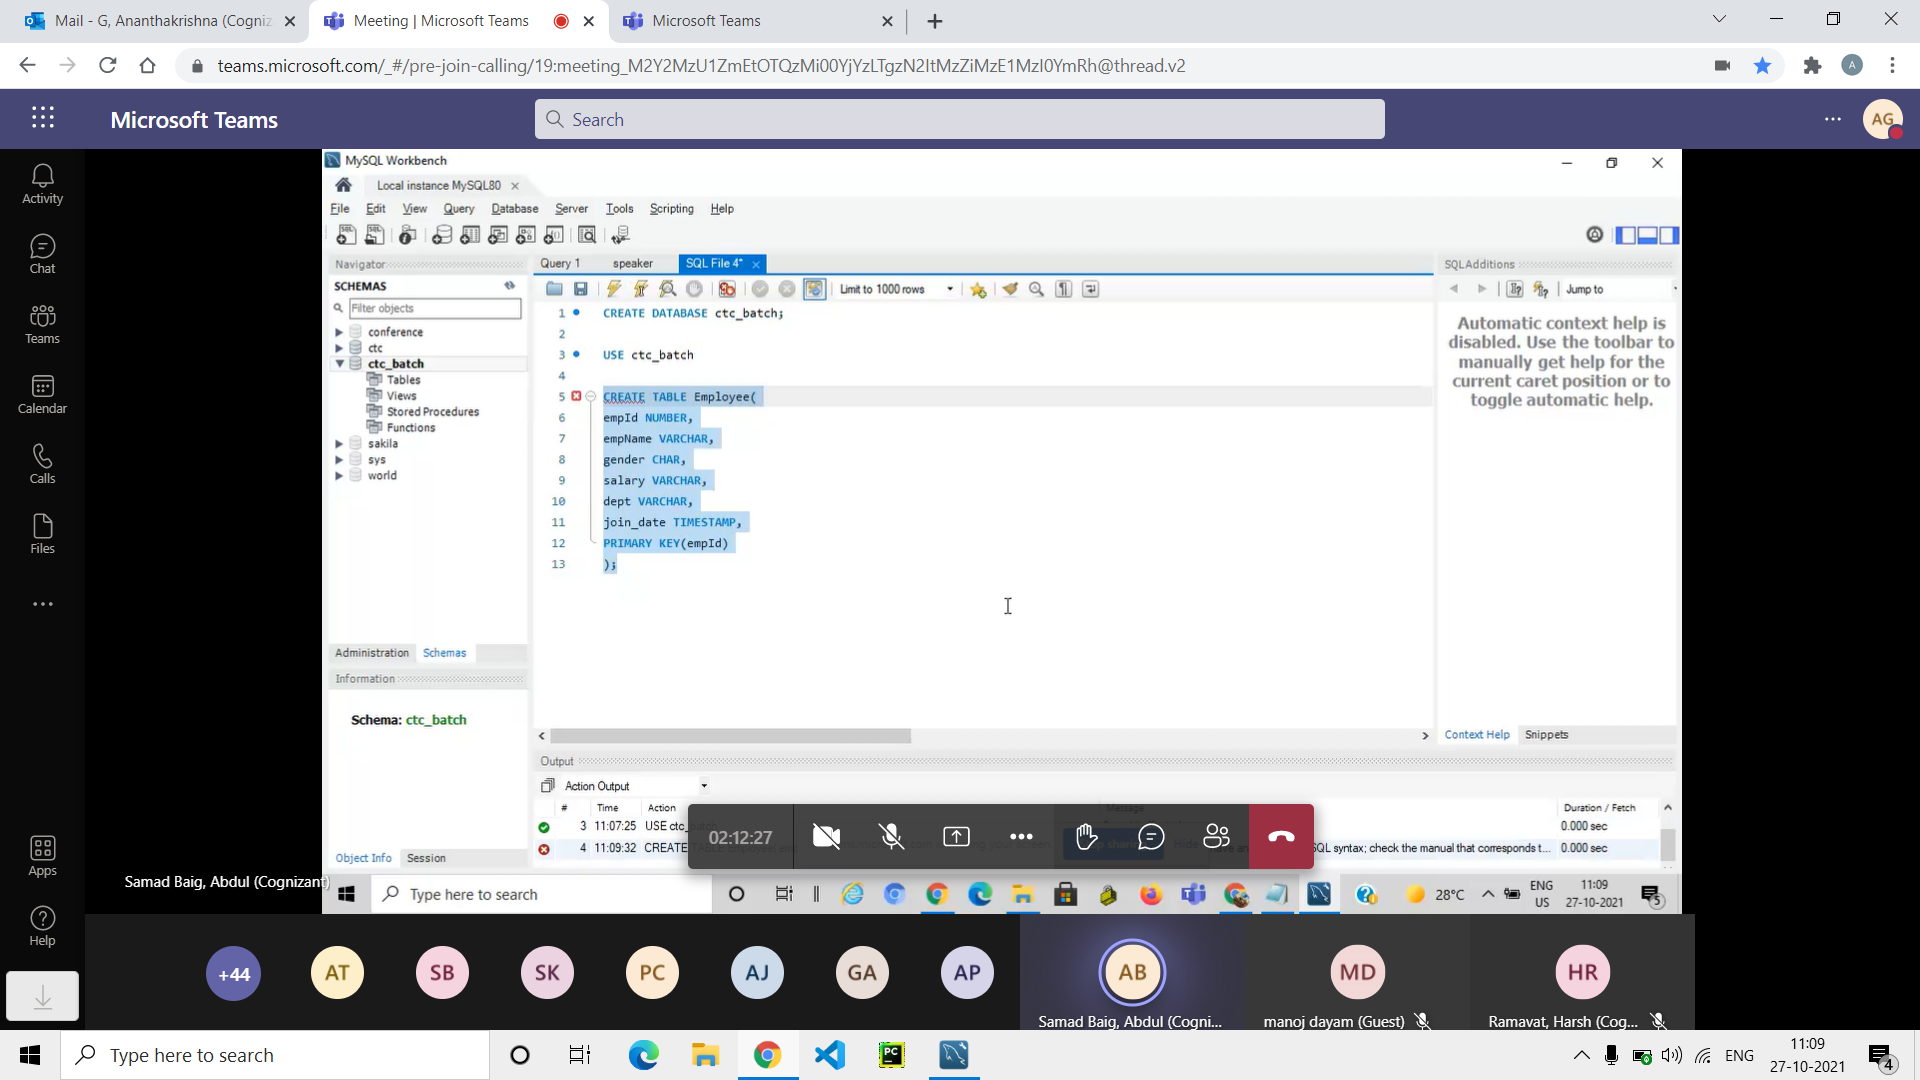 Mail - G, Ananthakrishna (Cogniz
Meeting | Microsoft Teams
Microsoft Teams
teams.microsoft.com/_#/pre-join-calling/19:meeting_M2Y2MzU1ZmEtOTQzMi00YjYzLTgzN2ItMzZiMzE1MzI0YmRh@thread.v2
A
Microsoft Teams
Search
AG
Activity
Chat
Teams
Calendar
Calls
Files
Apps
Help
MySQL Workbench
Local instance MySQL80
File Edit View Query Database Server Tools Scripting Help
Navigator
SCHEMAS
Filter objects
conference
ctc
ctc_batch
Tables
Views
Stored Procedures
Functions
sakila
sys
world
Administration Schemas
Information
Schema: ctc_batch
Object Info Session
Query 1 speaker SQL File 4*
Limit to 1000 rows
1 CREATE DATABASE ctc_batch;
2
3 USE ctc_batch
4
5 CREATE TABLE Employee(
6 empId NUMBER,
7 empName VARCHAR,
8 gender CHAR,
9 salary VARCHAR,
10 dept VARCHAR,
11 join_date TIMESTAMP,
12 PRIMARY KEY(empId)
13 );
SQLAdditions
Jump to
Automatic context help is
disabled. Use the toolbar to
manually get help for the
current caret position or to
toggle automatic help.
Context Help Snippets
Output
Action Output
# Time Action Message Duration / Fetch
3 11:07:25 USE ctc_ 0.000 sec
4 11:09:32 CREATE TABLE SQL syntax; check the manual that corresponds t... 0.000 sec
02:12:27
Samad Baig, Abdul (Cognizant)
Type here to search
28°C
ENG
US
11:09
27-10-2021
5
+44
AT
SB
SK
PC
AJ
GA
AP
AB
MD
HR
Samad Baig, Abdul (Cogni...
manoj dayam (Guest)
Ramavat, Harsh (Cog...
Type here to search
PC
ENG
11:09
27-10-2021
4